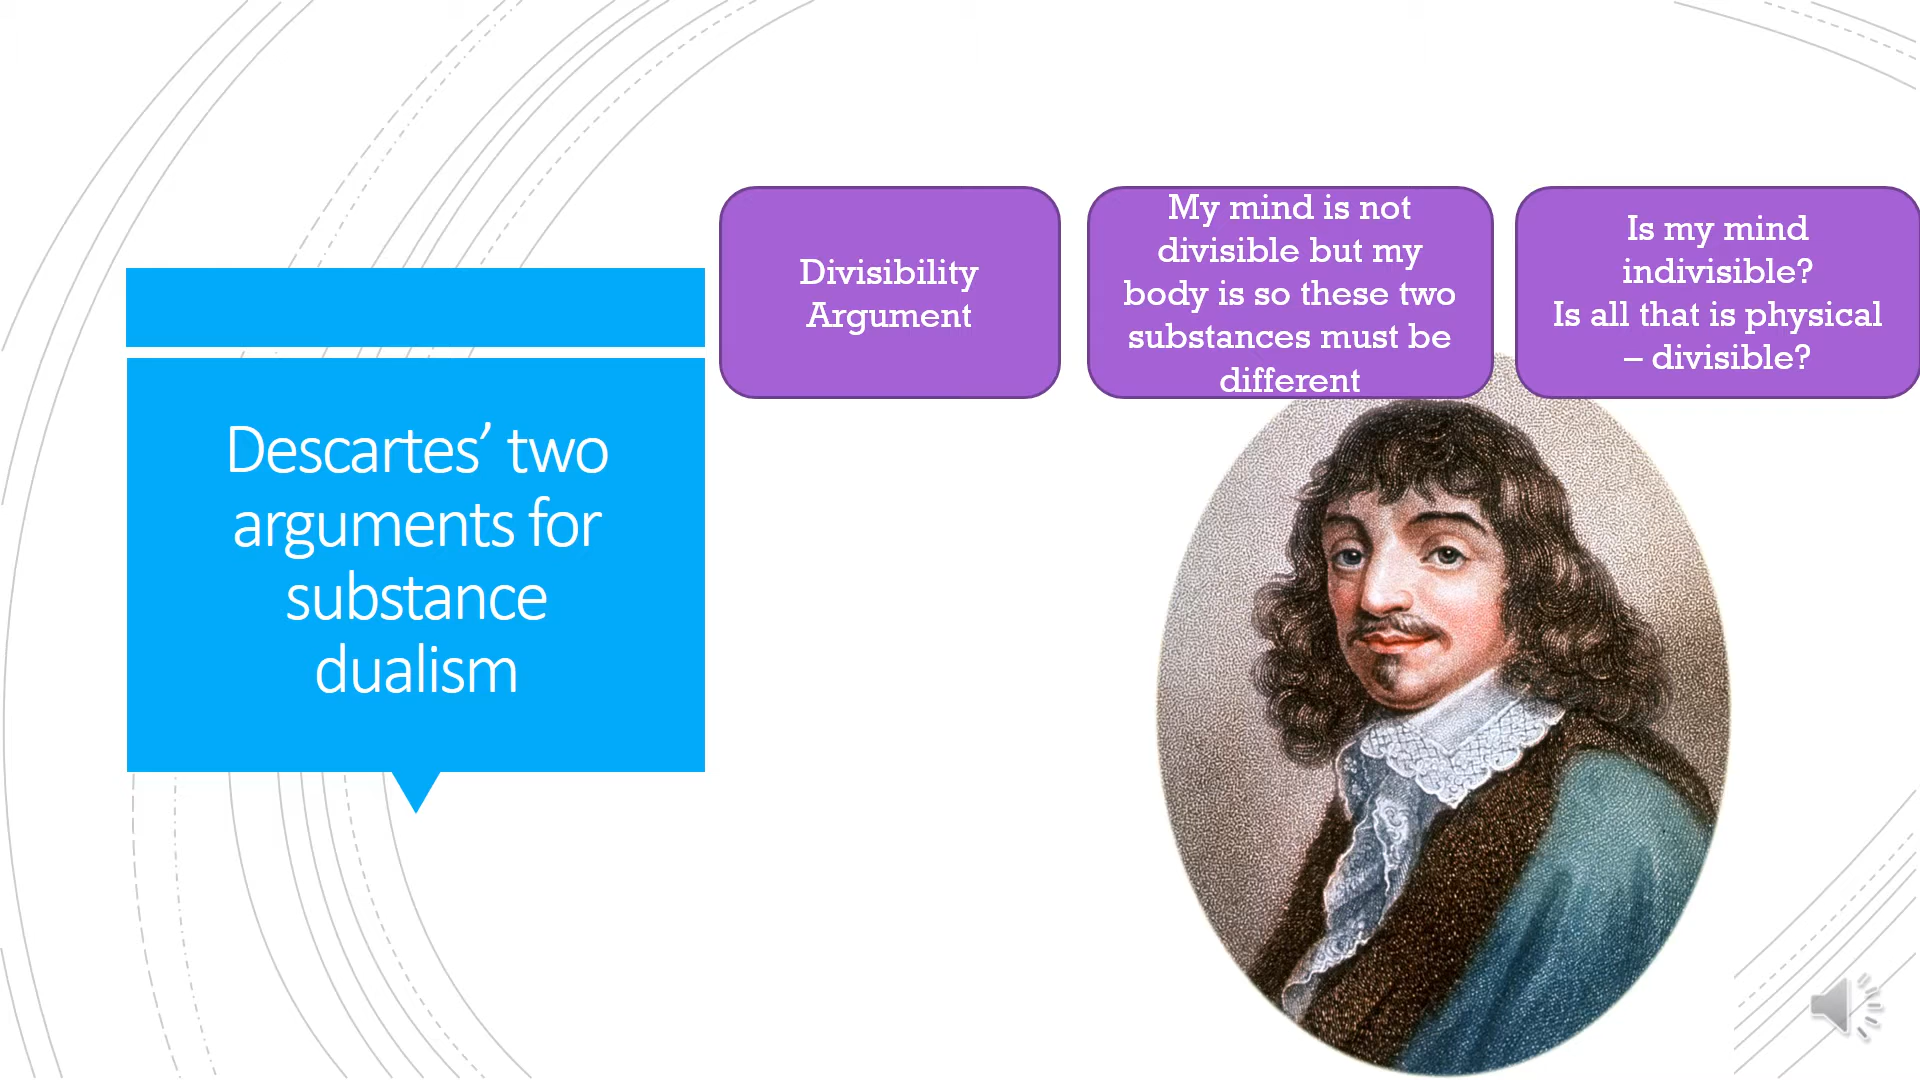 Descartes’ two
arguments for
substance
dualism
Divisibility
Argument
My mind is not
divisible but my
body is so these two
substances must be
different
Is my mind
indivisible?
Is all that is physical
– divisible?